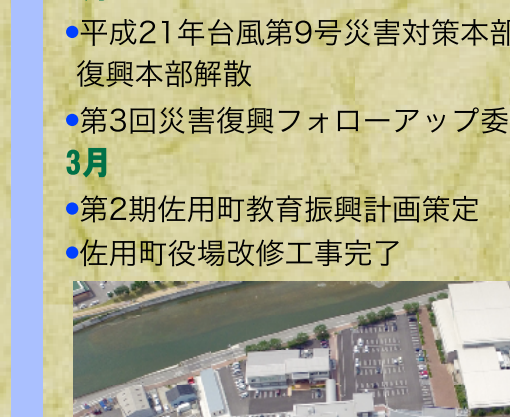 ●平成21年台風第9号災害対策本部
復興本部解散
●第3回災害復興フォローアップ委
3月
●第2期佐用町教育振興計画策定
●佐用町役場改修工事完了